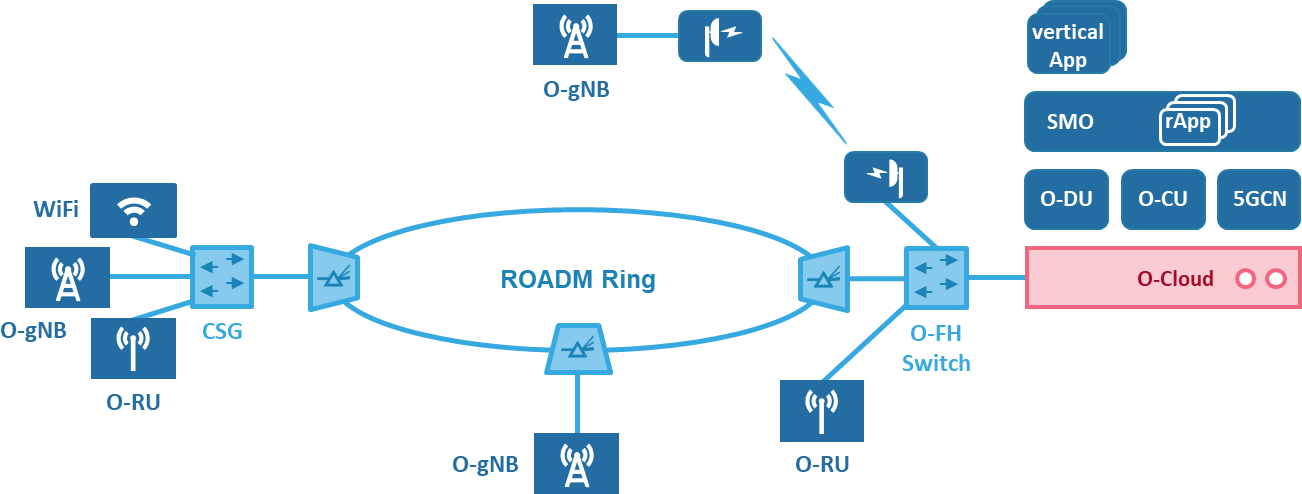 vertical
App
O-gNB
SMO
rApp
WiFi
O-DU
O-CU
5GCN
ROADM Ring
O-Cloud
O-gNB
CSG
O-FH
Switch
O-RU
O-gNB
O-RU